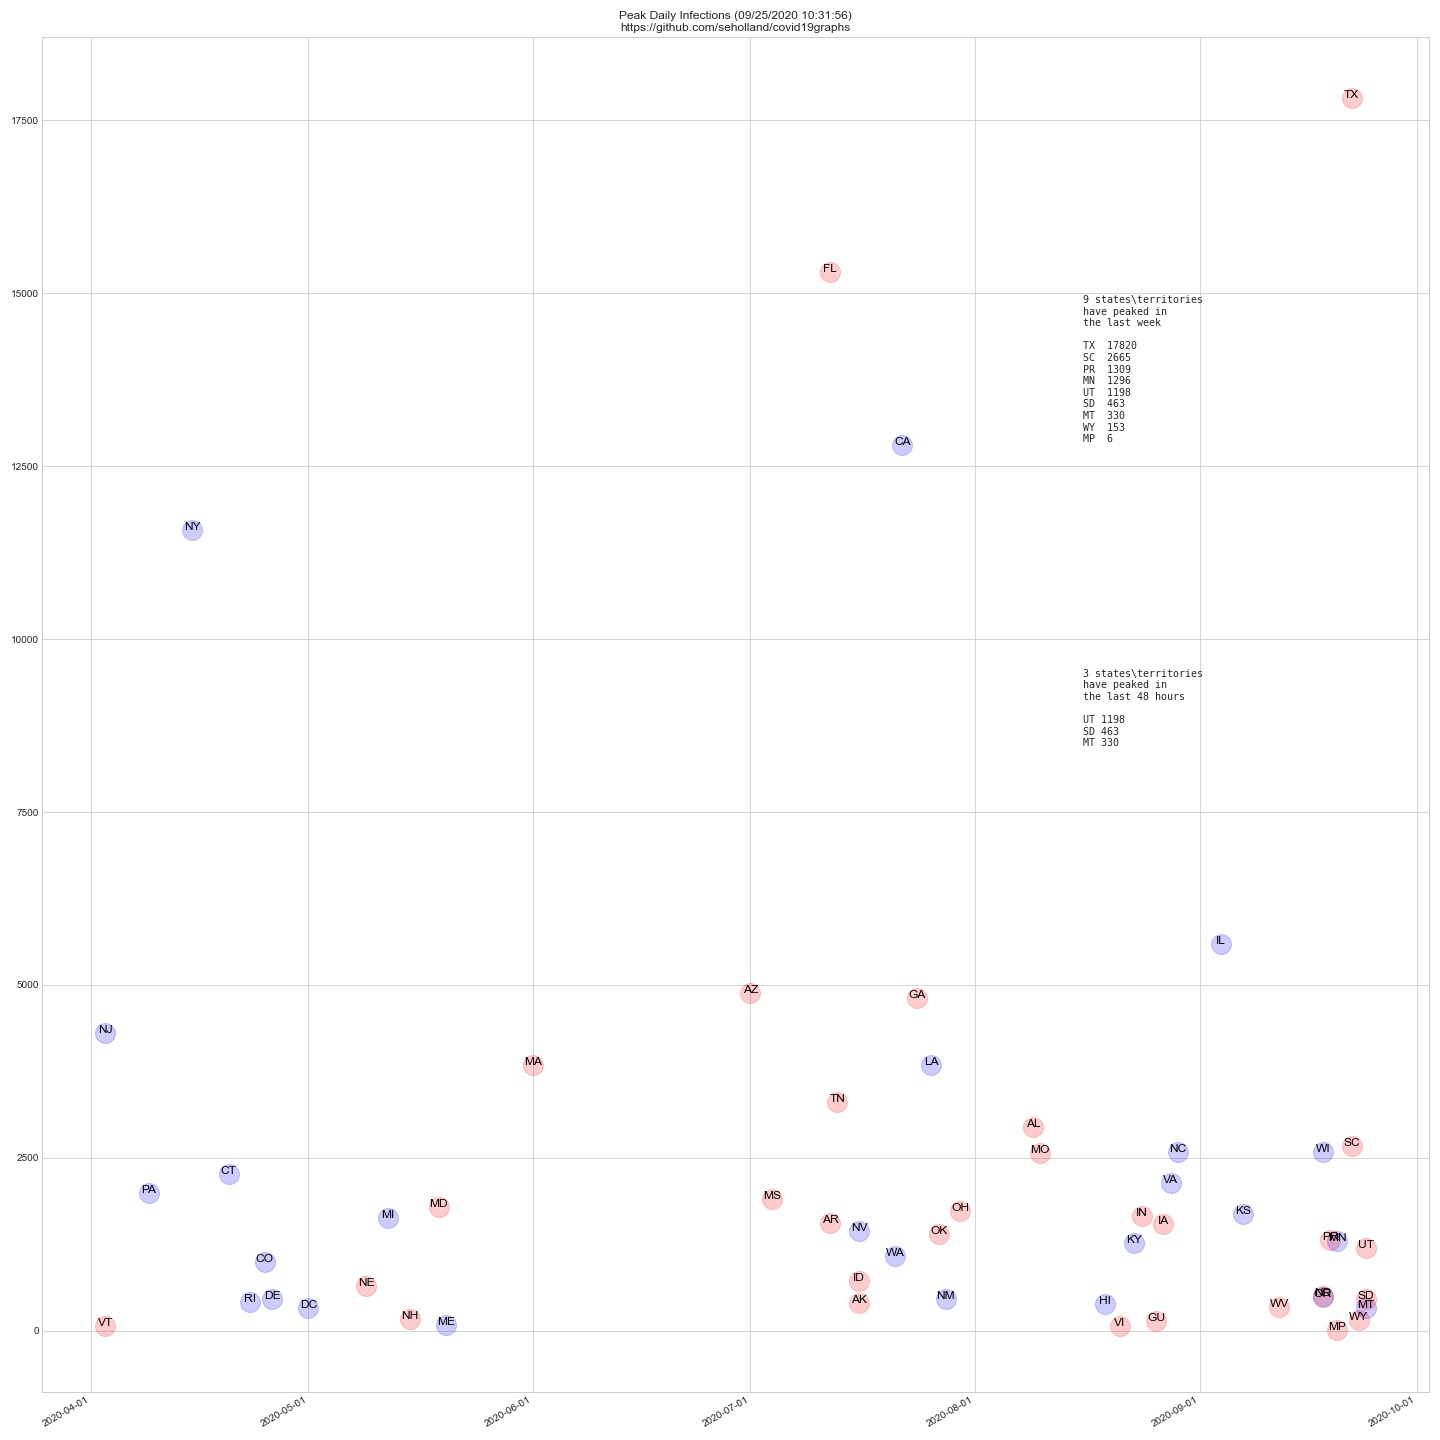 Peak Daily Infections (09/25/2020 10:31:56)
https://github.com/seholland/covid19graphs
TX
17500
FL
15000
9 states\territories
have peaked in
the last week
TX  17820
SC  2665
PR  1309
MN  1296
UT  1198
SD  463
MT  330
WY  153
MP  6
CA
12500
NY
10000
3 states\territories
have peaked in
the last 48 hours
UT 1198
SD 463
MT 330
7500
IL
5000
AZ
GA
NJ
MA
LA
TN
AL
MO
NC
WI
SC
2500
CT
PA
VA
MD
MS
OH
KS
MI
AR
IN
IA
NV
OK
KY
PR
MN
UT
WA
CO
ID
NE
RI
DE
AK
NM
HI
ND
OR
SD
DC
WV
MT
NH
ME
VI
GU
WY
VT
MP
0
2020-04-01
2020-05-01
2020-06-01
2020-07-01
2020-08-01
2020-09-01
2020-10-01